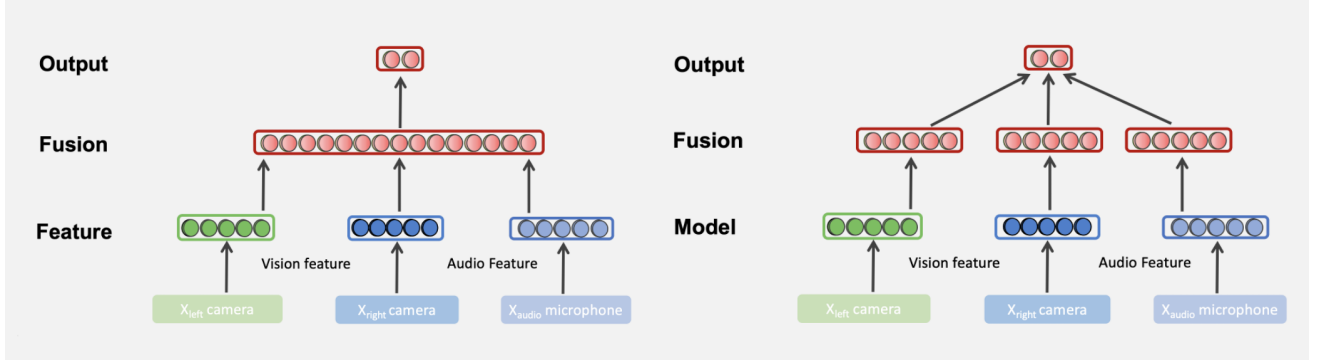 Output
Fusion
Feature
Vision feature
Audio Feature
Xleft camera
Xright camera
Xaudio microphone
Output
Fusion
Model
Vision feature
Audio Feature
Xleft camera
Xright camera
Xaudio microphone